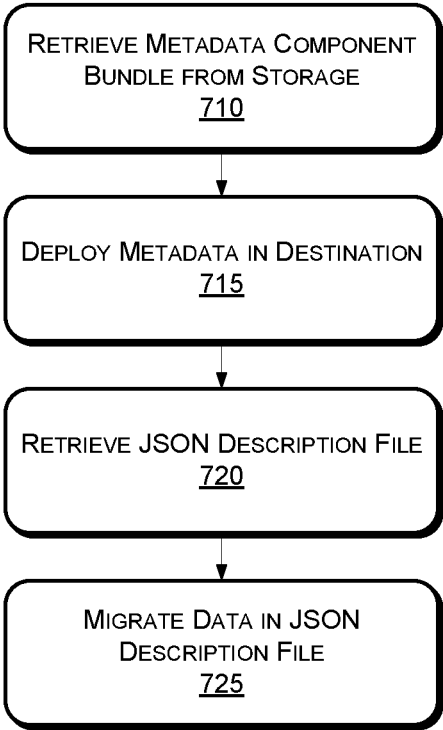 RETRIEVE METADATA COMPONENT
BUNDLE FROM STORAGE
710
DEPLOY METADATA IN DESTINATION
715
RETRIEVE JSON DESCRIPTION FILE
720
MIGRATE DATA IN JSON
DESCRIPTION FILE
725